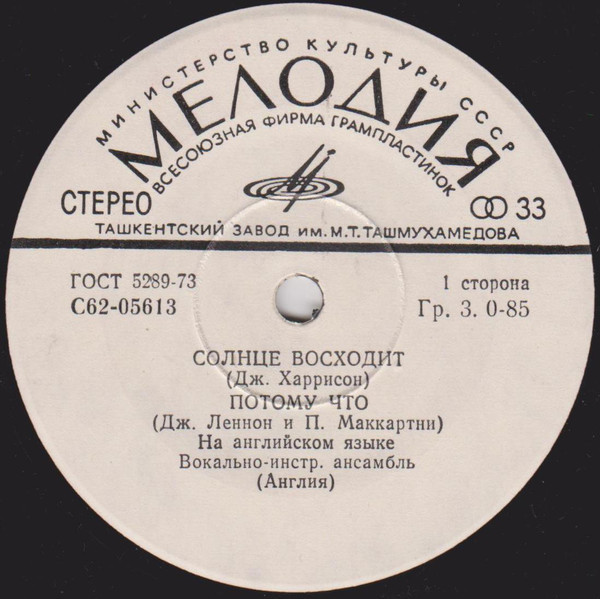 МИНИСТЕРСТВО КУЛЬТУРЫ СССР
МЕЛОДИЯ
ВСЕСОЮЗНАЯ ФИРМА ГРАМПЛАСТИНОК
СТЕРЕО
33
ТАШКЕНТСКИЙ ЗАВОД ИМ. М.Т. ТАШМУХАМЕДОВА
ГОСТ 5289-73
1 сторона
С62-05613
Гр. 3. 0-85
СОЛНЦЕ ВОСХОДИТ
(Дж. Харрисон)
ПОТОМУ ЧТО
(Дж. Леннон и П. Маккартни)
На английском языке
Вокально-инстр. ансамбль
(Англия)